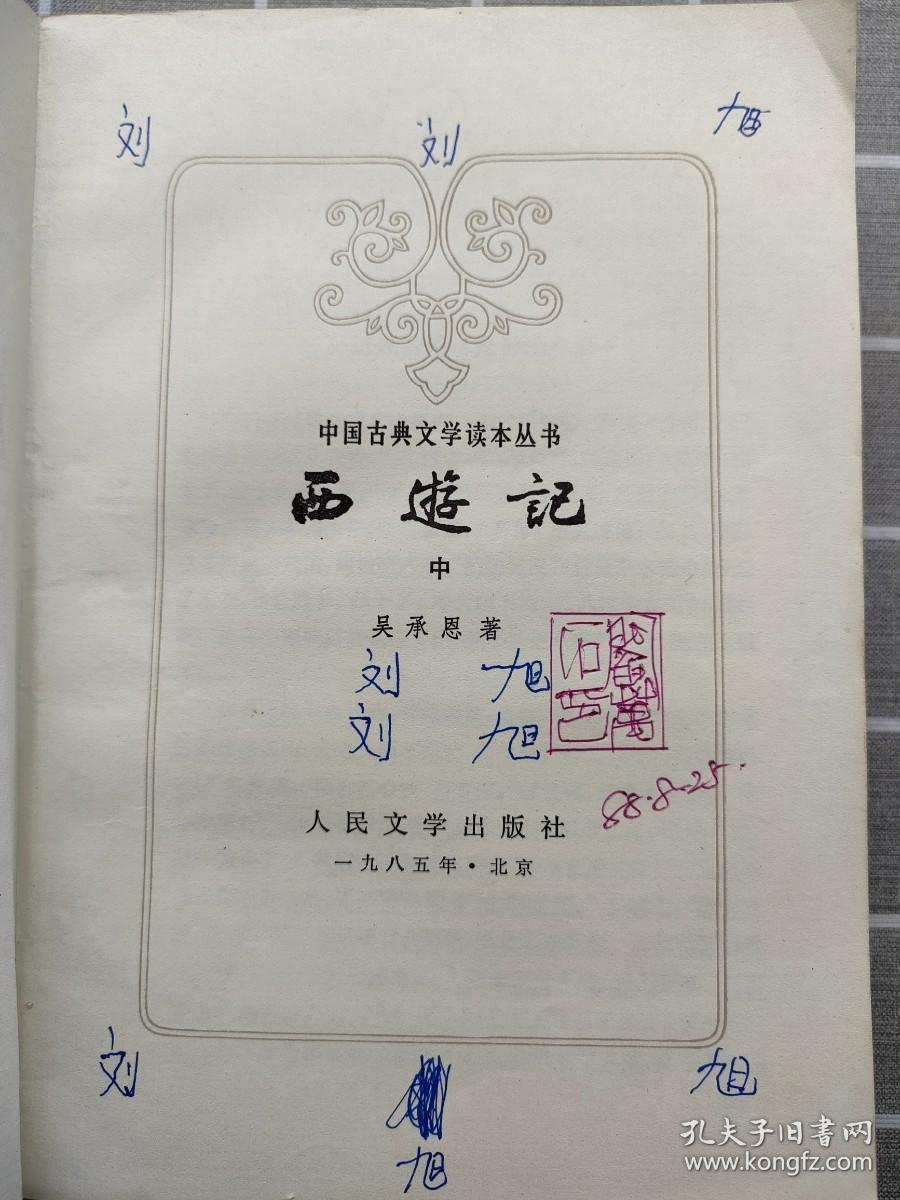 刘 刘 旭
中国古典文学读本丛书
西遊記
中
吴承恩著
刘 旭
刘 旭
88·8-25·
人民文学出版社
一九八五年·北京
刘 旭
旭
孔夫子旧书网
www.kongfz.com